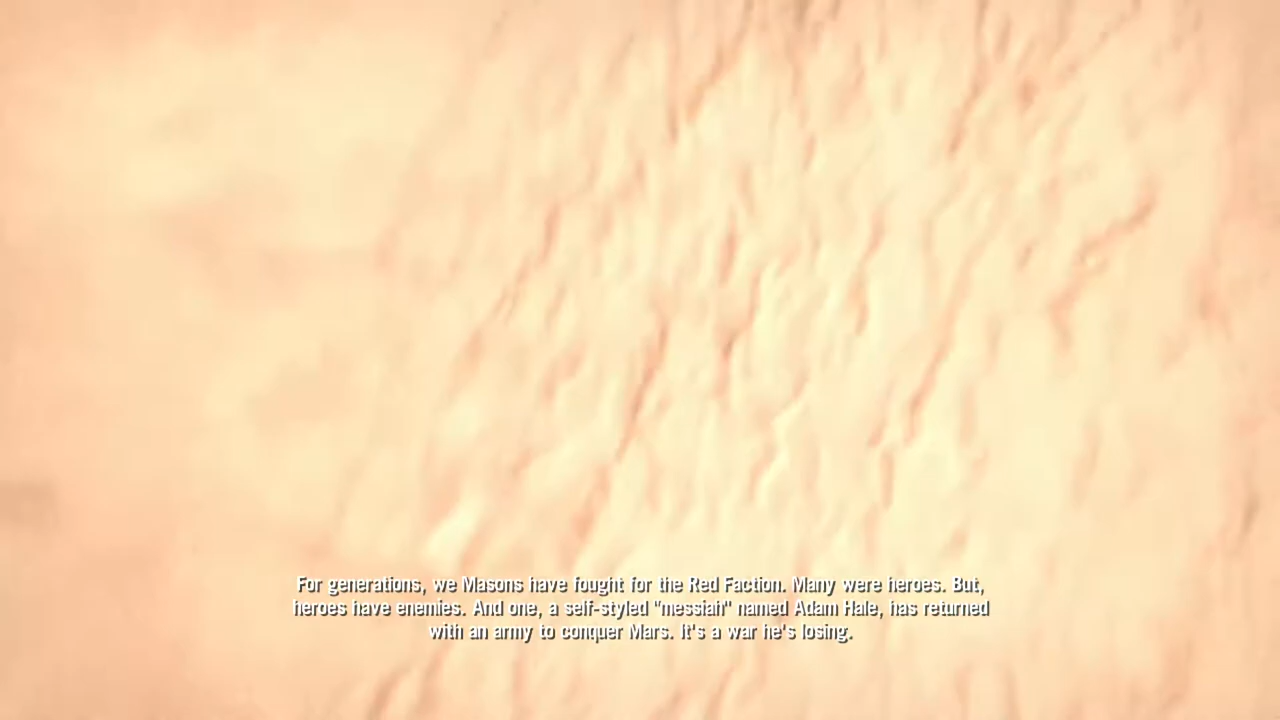 For generations, we Masons have fought for the Red Faction. Many were heroes. But,
heroes have enemies. And one, a self-styled "messiah" named Adam Hale, has returned
with an army to conquer Mars. It's a war he's losing.